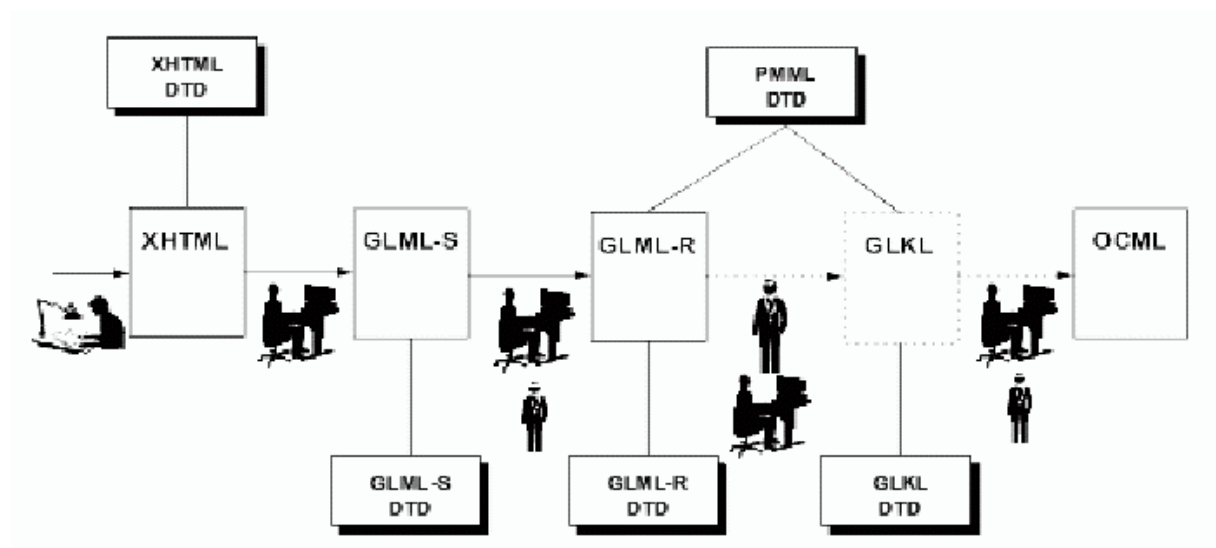 XHTML
DTD
PMML
DTD
XHTML
GLML-S
GLML-R
GLKL
OCML
GLML-S
DTD
GLML-R
DTD
GLKL
DTD